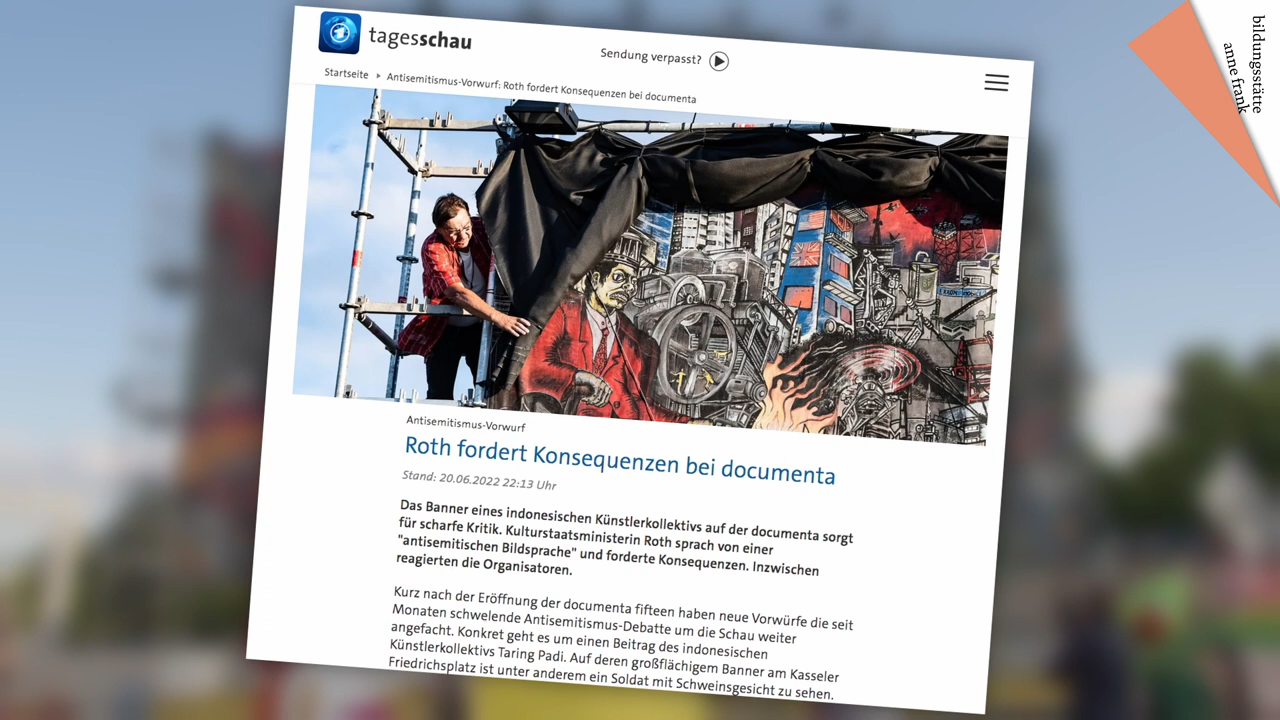 tagesschau
Sendung verpasst?
Startseite
Antisemitismus-Vorwurf: Roth fordert Konsequenzen bei documenta
Antisemitismus-Vorwurf
Roth fordert Konsequenzen bei documenta
Stand: 20.06.2022 22:13 Uhr
Das Banner eines indonesischen Künstlerkollektivs auf der documenta sorgt
für scharfe Kritik. Kulturstaatsministerin Roth sprach von einer
"antisemitischen Bildsprache" und forderte Konsequenzen. Inzwischen
reagierten die Organisatoren.
Kurz nach der Eröffnung der documenta fifteen haben neue Vorwürfe die seit
Monaten schwelende Antisemitismus-Debatte um die Schau weiter
angefacht. Konkret geht es um einen Beitrag des indonesischen
Künstlerkollektivs Taring Padi. Auf deren großflächigem Banner am Kasseler
Friedrichsplatz ist unter anderem ein Soldat mit Schweinsgesicht zu sehen.
bildungsstätte
anne frank